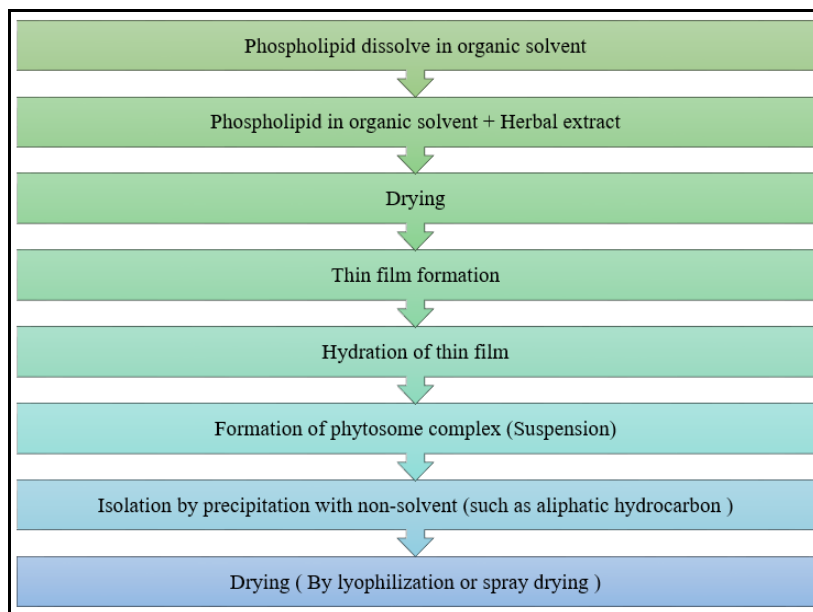 Phospholipid dissolve in organic solvent
Phospholipid in organic solvent + Herbal extract
Drying
Thin film formation
Hydration of thin film
Formation of phytosome complex (Suspension)
Isolation by precipitation with non-solvent (such as aliphatic hydrocarbon )
Drying ( By lyophilization or spray drying )